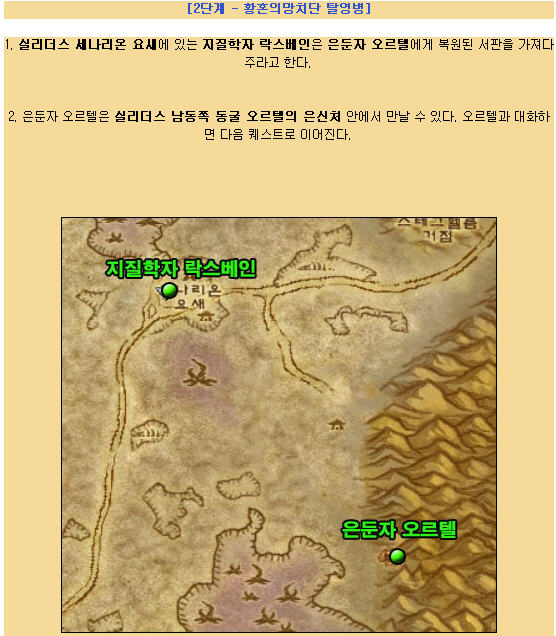 [2단계 - 황혼의망치단 탈영병]
1. 실리더스 세나리온 요새에 있는 지질학자 락스베인은 은둔자 오르텔에게 복원된 서판을 가져다
주라고 한다.
2. 은둔자 오르텔은 실리더스 남동쪽 동굴 오르텔의 은신처 안에서 만날 수 있다. 오르텔과 대화하
면 다음 퀘스트로 이어진다.
거점
지질학자 락스베인
나리온
요새
은둔자 오르텔